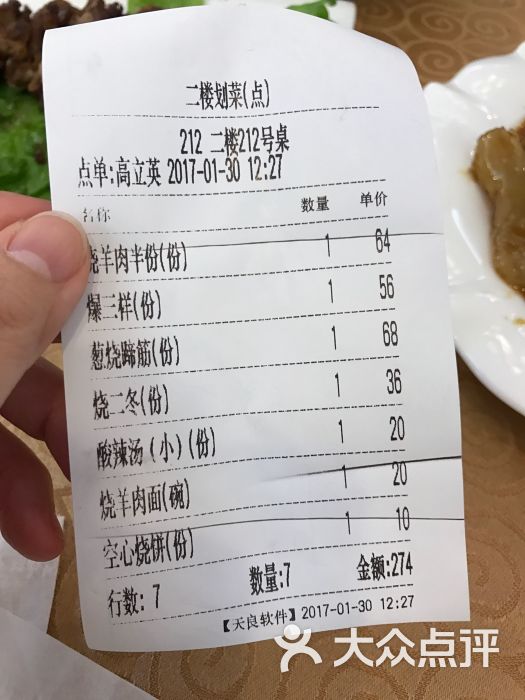 二楼划菜(点)
212 二楼212号桌
点单:高立英 2017-01-30 12:27
名称 数量 单价
烧羊肉半份(份) 1 64
爆三样(份) 1 56
葱烧蹄筋(份) 1 68
烧二冬(份) 1 36
酸辣汤(小)(份) 1 20
烧羊肉面(碗) 1 20
空心烧饼(份) 1 10
行数: 7 数量:7 金额:274
【天良软件】2017-01-30 12:27
大众点评